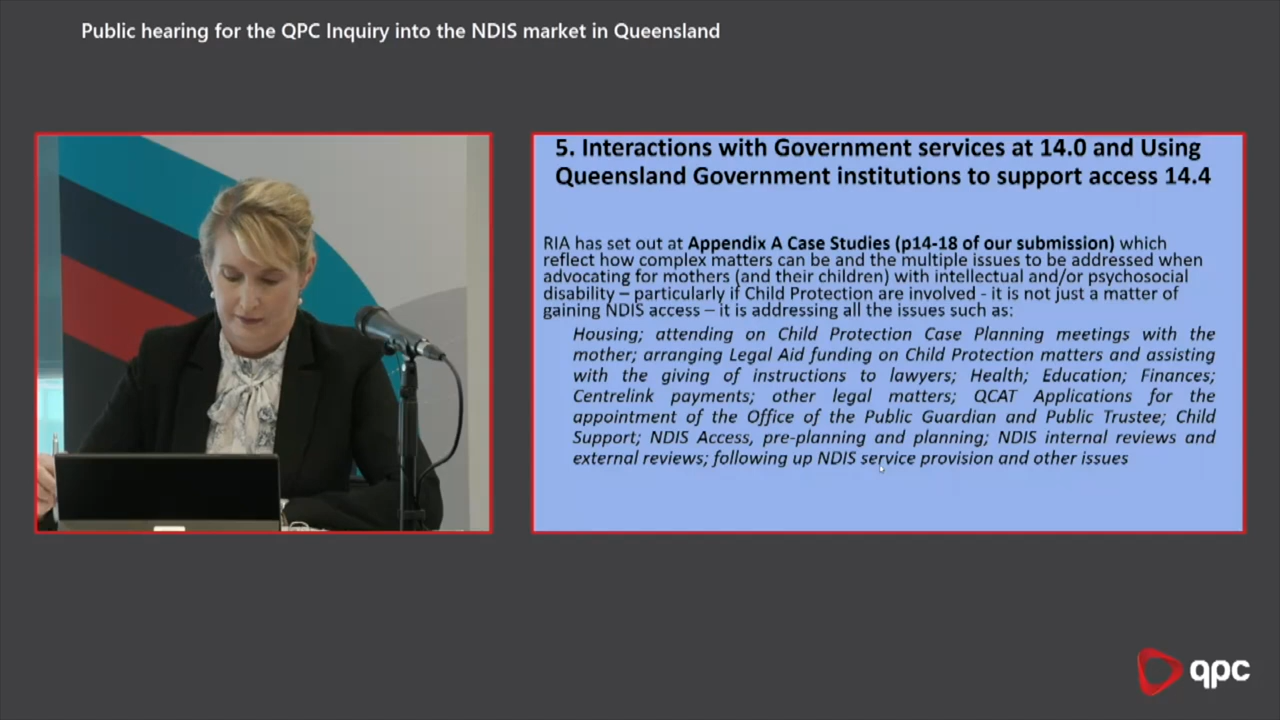 Public hearing for the QPC Inquiry into the NDIS market in Queensland
5. Interactions with Government services at 14.0 and Using
Queensland Government institutions to support access 14.4
RIA has set out at Appendix A Case Studies (p14-18 of our submission) which
reflect how complex matters can be and the multiple issues to be addressed when
advocating for mothers (and their children) with intellectual and/or psychosocial
disability – particularly if Child Protection are involved - it is not just a matter of
gaining NDIS access – it is addressing all the issues such as:
Housing; attending on Child Protection Case Planning meetings with the
mother; arranging Legal Aid funding on Child Protection matters and assisting
with the giving of instructions to lawyers; Health; Education; Finances;
Centrelink payments; other legal matters; QCAT Applications for the
appointment of the Office of the Public Guardian and Public Trustee; Child
Support; NDIS Access, pre-planning and planning; NDIS internal reviews and
external reviews; following up NDIS service provision and other issues
qpc